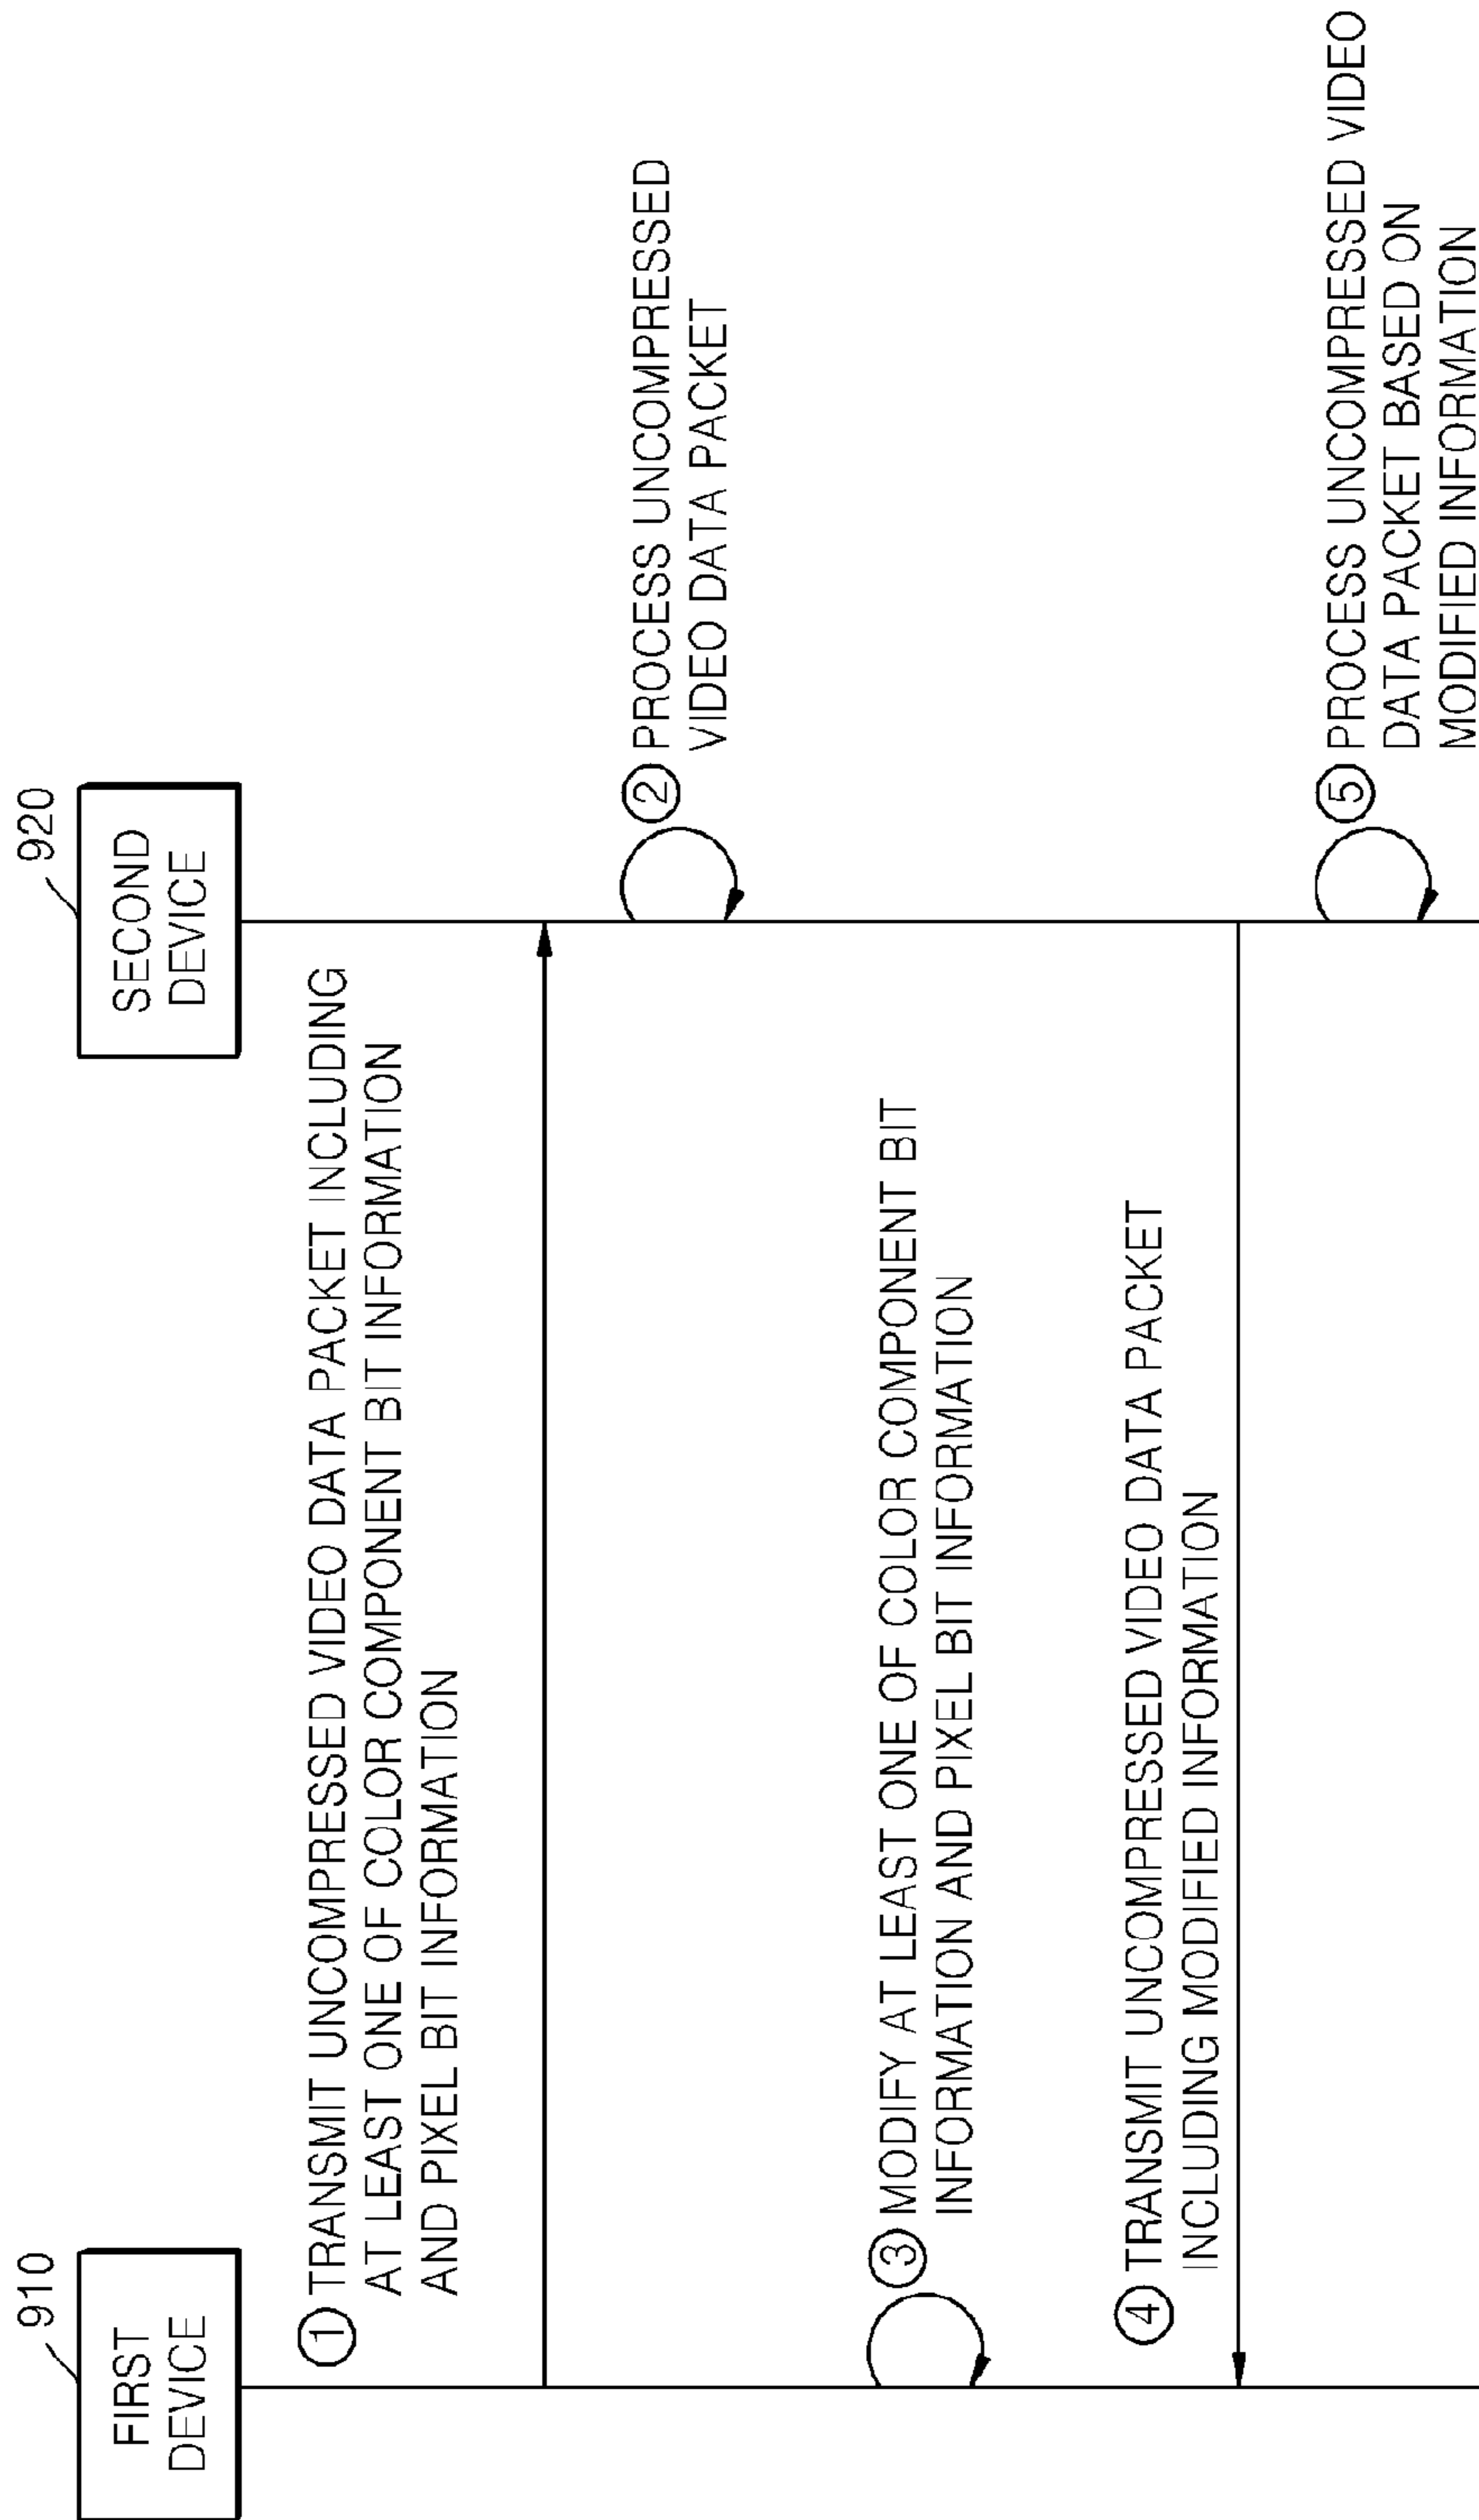 910
FIRST
DEVICE
920
SECOND
DEVICE
1 TRANSMIT UNCOMPRESSED VIDEO DATA PACKET INCLUDING
AT LEAST ONE OF COLOR COMPONENT BIT INFORMATION
AND PIXEL BIT INFORMATION
2 PROCESS UNCOMPRESSED
VIDEO DATA PACKET
3 MODIFY AT LEAST ONE OF COLOR COMPONENT BIT
INFORMATION AND PIXEL BIT INFORMATION
4 TRANSMIT UNCOMPRESSED VIDEO DATA PACKET
INCLUDING MODIFIED INFORMATION
5 PROCESS UNCOMPRESSED VIDEO
DATA PACKET BASED ON
MODIFIED INFORMATION